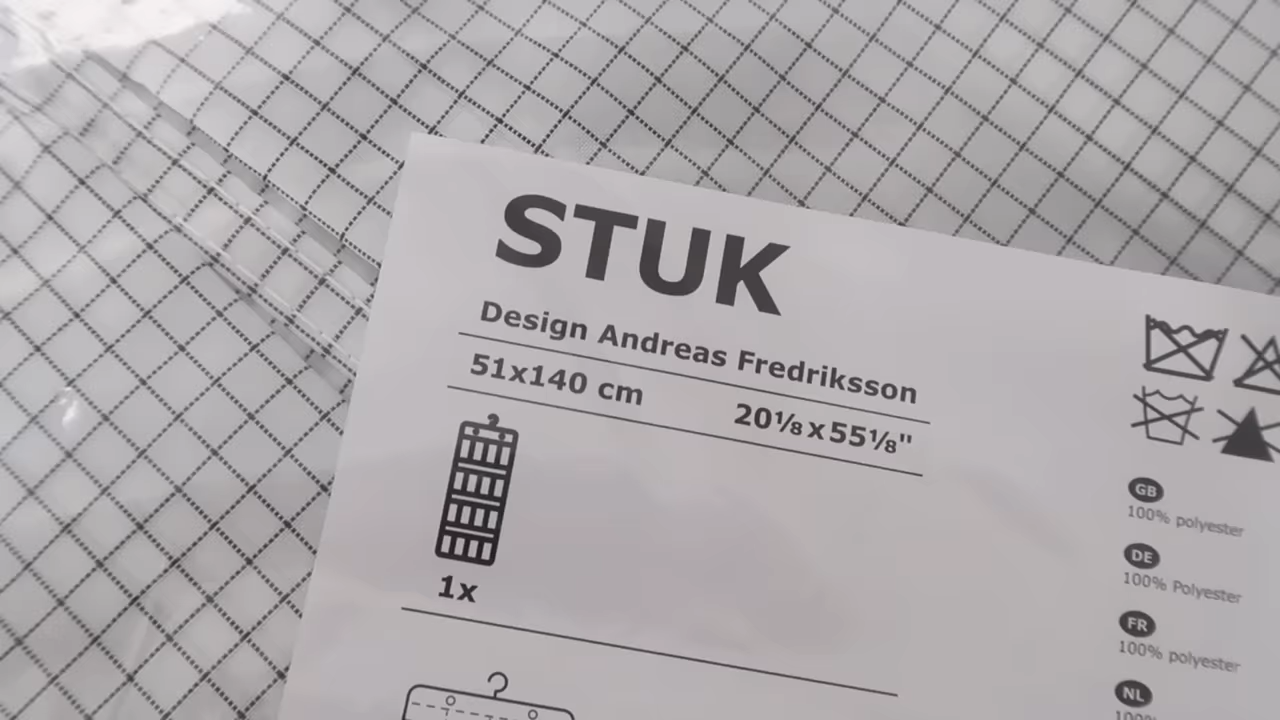 STUK
Design Andreas Fredriksson
51x140 cm 20⅛x55⅛"
1x
GB
100% polyester
DE
100% Polyester
FR
100% polyester
NL